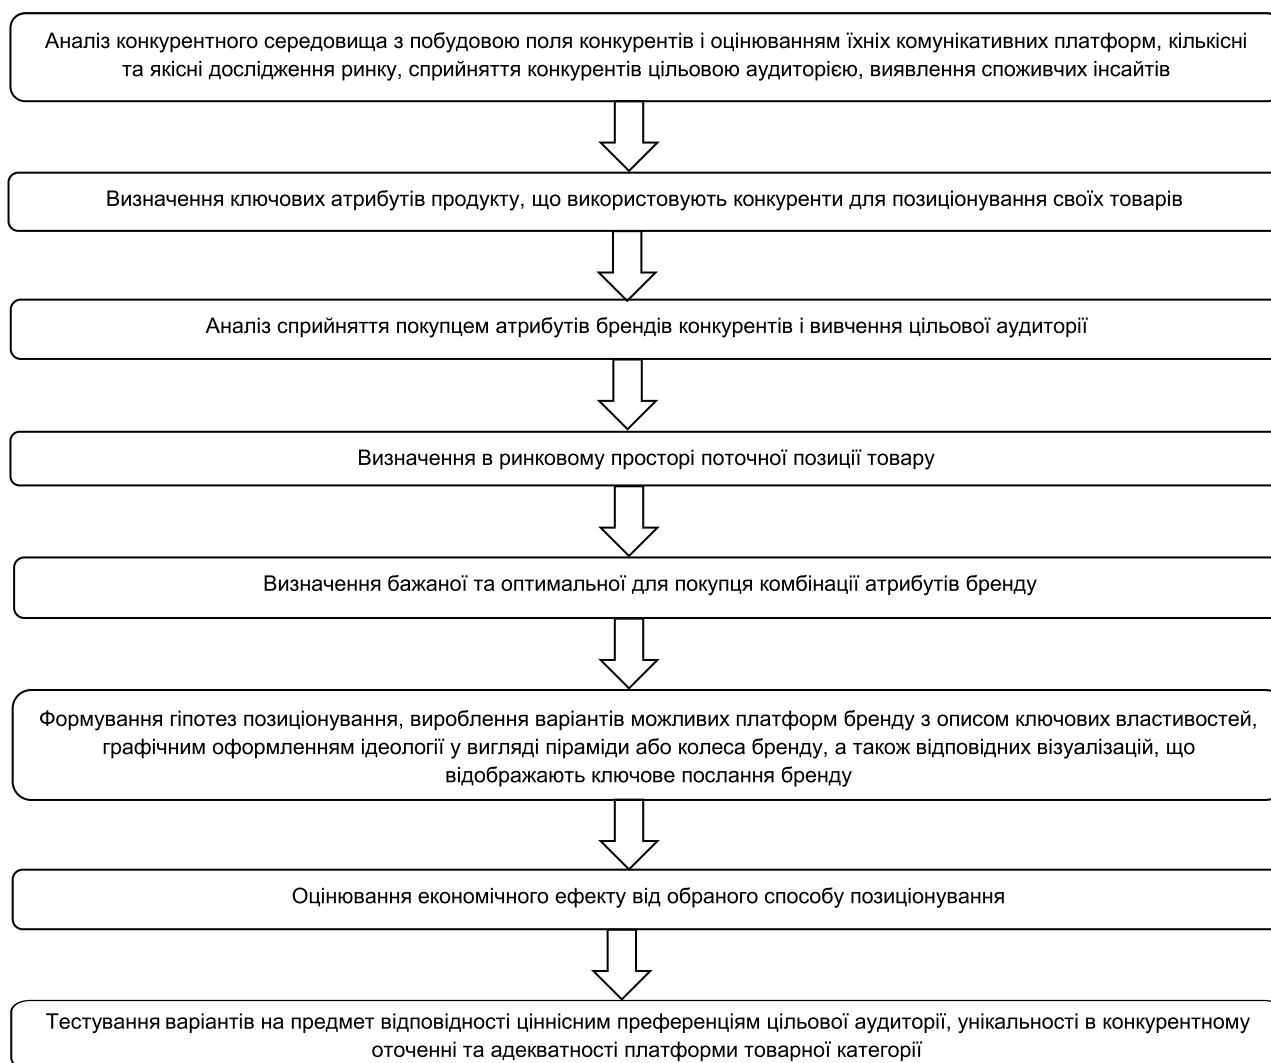 Аналіз конкурентного середовища з побудовою поля конкурентів і оцінюванням їхніх комунікативних платформ, кількісні
та якісні дослідження ринку, сприйняття конкурентів цільовою аудиторією, виявлення споживчих інсайтів
Визначення ключових атрибутів продукту, що використовують конкуренти для позиціонування своїх товарів
Аналіз сприйняття покупцем атрибутів брендів конкурентів і вивчення цільової аудиторії
Визначення в ринковому просторі поточної позиції товару
Визначення бажаної та оптимальної для покупця комбінації атрибутів бренду
Формування гіпотез позиціонування, вироблення варіантів можливих платформ бренду з описом ключових властивостей,
графічним оформленням ідеології у вигляді піраміди або колеса бренду, а також відповідних візуалізацій, що
відображають ключове послання бренду
Оцінювання економічного ефекту від обраного способу позиціонування
Тестування варіантів на предмет відповідності ціннісним преференціям цільової аудиторії, унікальності в конкурентному
оточенні та адекватності платформи товарної категорії